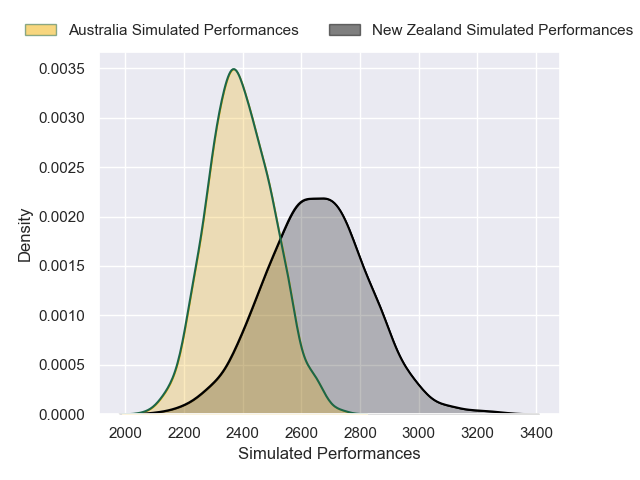 Australia Simulated Performances New Zealand Simulated Performances
0.0035
0.0030
0.0025
0.0020
0.0015
0.0010
0.0005
0.0000
Density
2000 2200 2400 2600 2800 3000 3200 3400
Simulated Performances